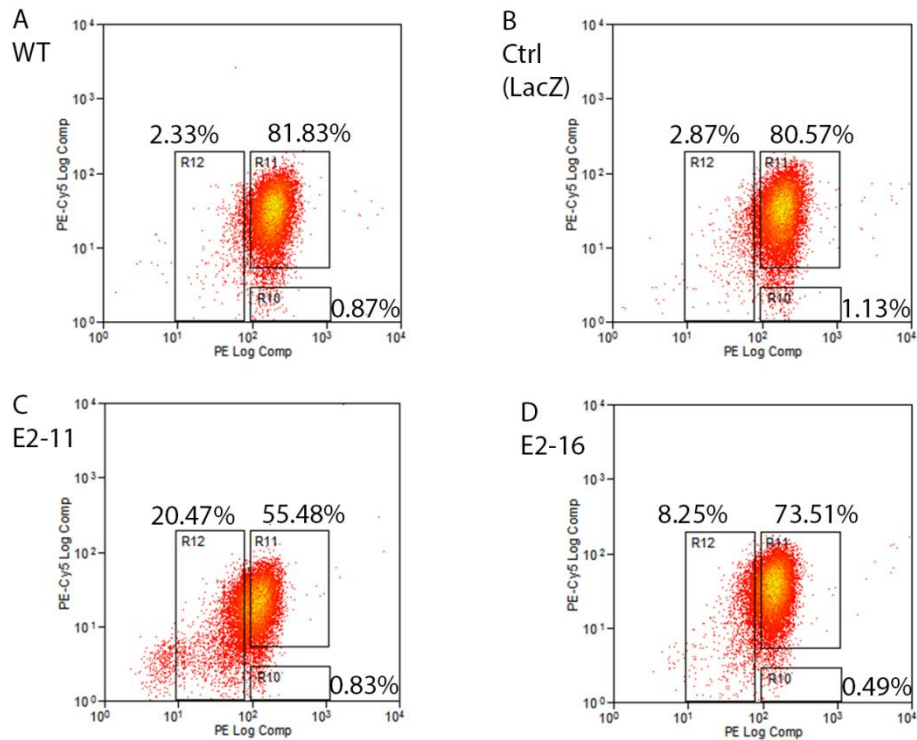 A
WT
10⁴
10³
10²
10¹
10⁰
PE-Cy5 Log Comp
2.33%
81.83%
R12
R11
R10
0.87%
10⁰
10¹
10²
10³
10⁴
PE Log Comp
B
Ctrl
(LacZ)
10⁴
10³
10²
10¹
10⁰
PE-Cy5 Log Comp
2.87%
80.57%
R12
R11
R10
1.13%
10⁰
10¹
10²
10³
10⁴
PE Log Comp
C
E2-11
10⁴
10³
10²
10¹
10⁰
PE-Cy5 Log Comp
20.47%
55.48%
R12
R11
R10
0.83%
10⁰
10¹
10²
10³
10⁴
PE Log Comp
D
E2-16
10⁴
10³
10²
10¹
10⁰
PE-Cy5 Log Comp
8.25%
73.51%
R12
R11
R10
0.49%
10⁰
10¹
10²
10³
10⁴
PE Log Comp